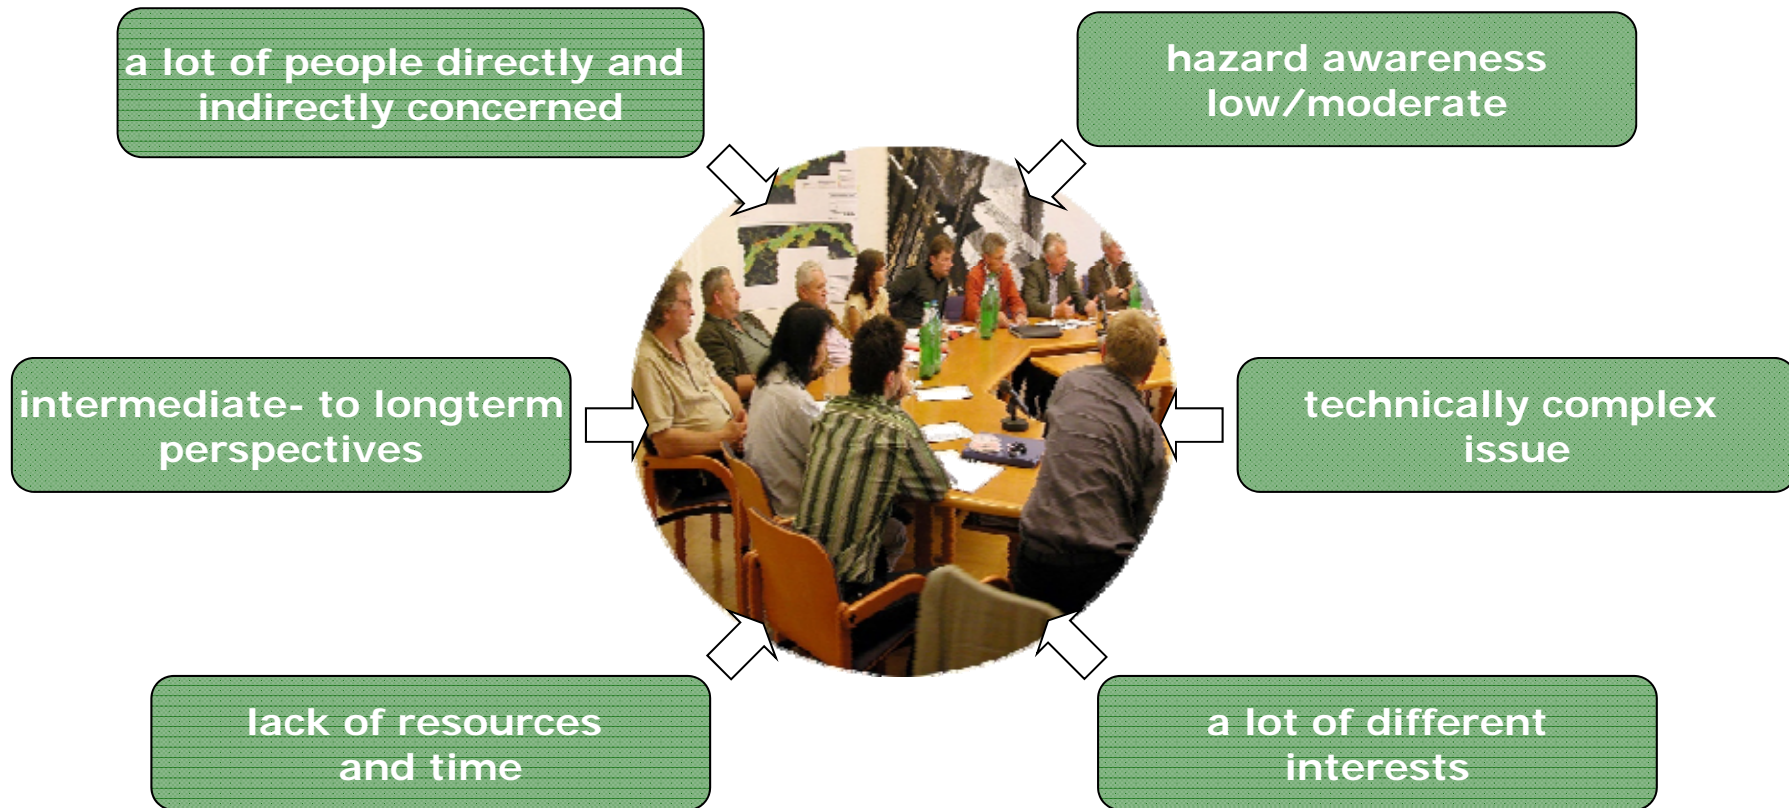 a lot of people directly and
indirectly concerned
hazard awareness
low/moderate
intermediate- to longterm
perspectives
technically complex
issue
lack of resources
and time
a lot of different
interests